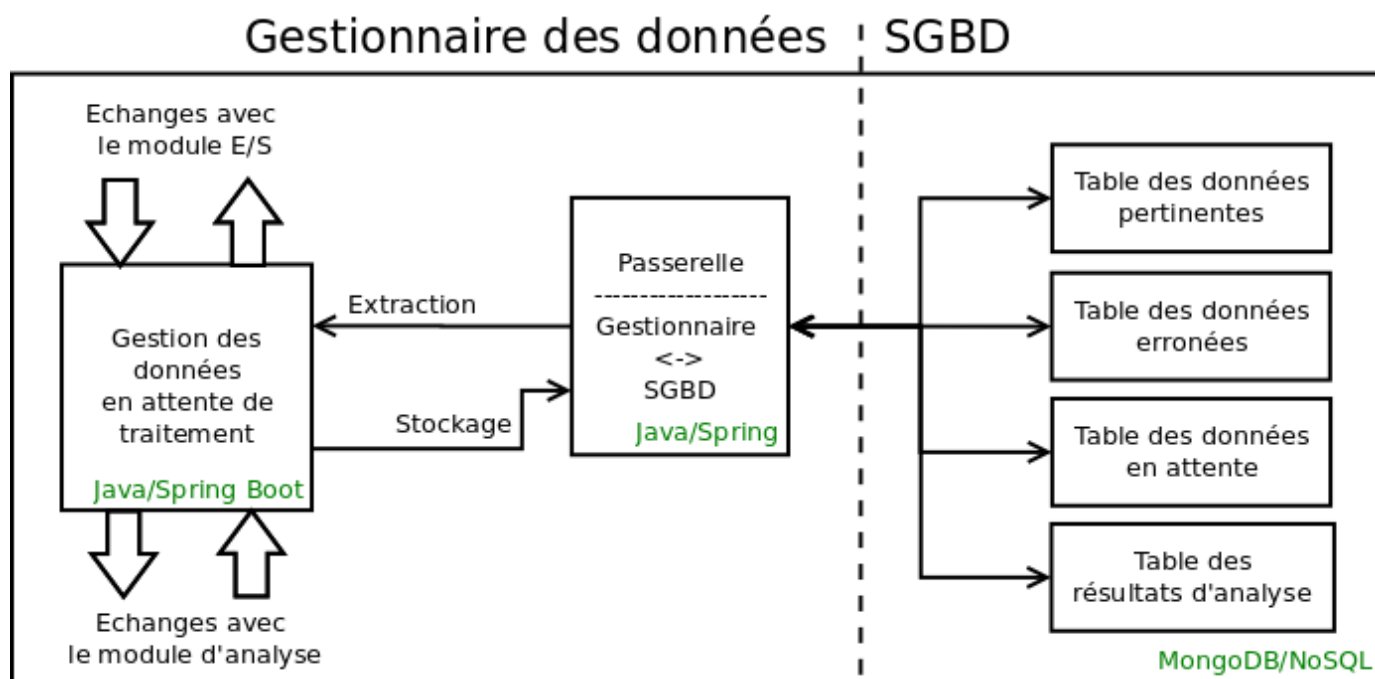 Gestionnaire des données
SGBD
Echanges avec
le module E/S
Gestion des
données
en attente de
traitement
Java/Spring Boot
Echanges avec
le module d'analyse
Extraction
Stockage
Passerelle
--------------------
Gestionnaire
<->
SGBD
Java/Spring
Table des données
pertinentes
Table des données
erronées
Table des données
en attente
Table des
résultats d'analyse
MongoDB/NoSQL